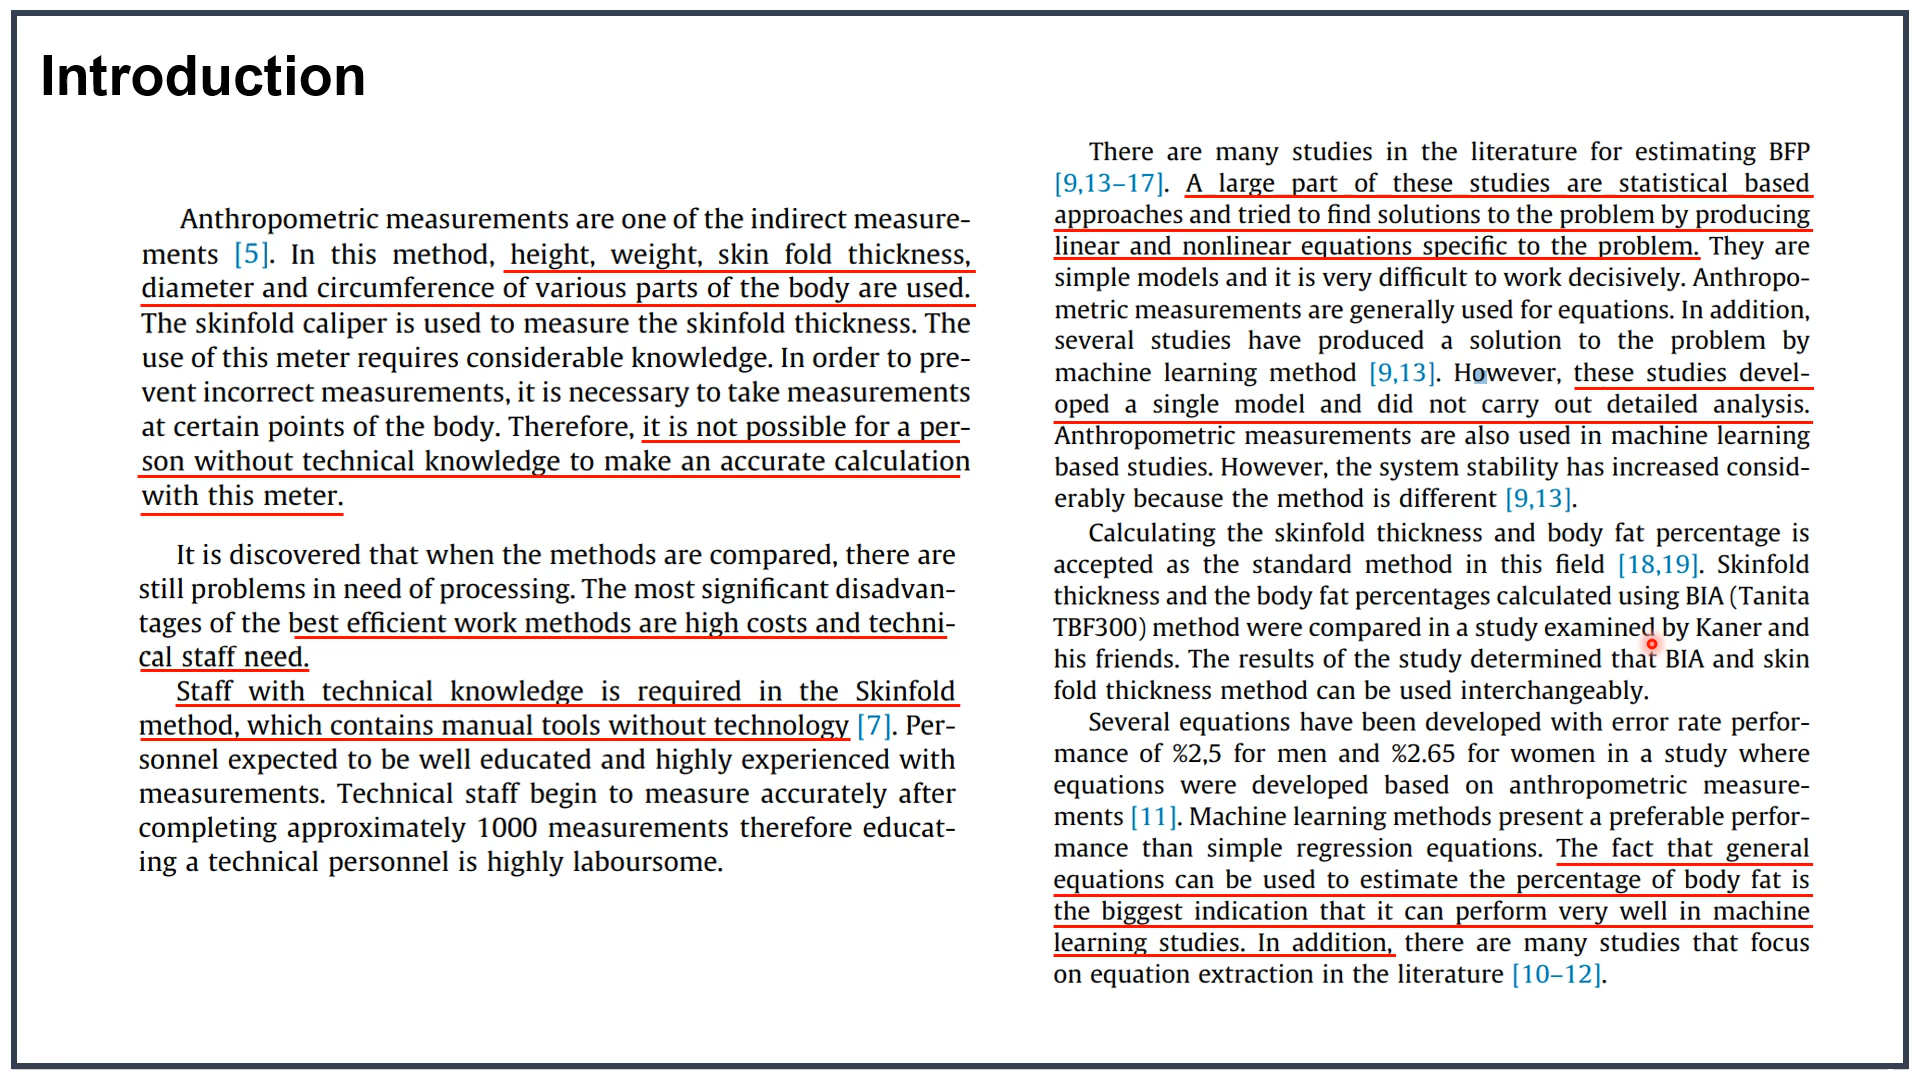 Introduction
Anthropometric measurements are one of the indirect measure-
ments [5]. In this method, height, weight, skin fold thickness,
diameter and circumference of various parts of the body are used.
The skinfold caliper is used to measure the skinfold thickness. The
use of this meter requires considerable knowledge. In order to pre-
vent incorrect measurements, it is necessary to take measurements
at certain points of the body. Therefore, it is not possible for a per-
son without technical knowledge to make an accurate calculation
with this meter.
It is discovered that when the methods are compared, there are
still problems in need of processing. The most significant disadvan-
tages of the best efficient work methods are high costs and techni-
cal staff need.
Staff with technical knowledge is required in the Skinfold
method, which contains manual tools without technology [7]. Per-
sonnel expected to be well educated and highly experienced with
measurements. Technical staff begin to measure accurately after
completing approximately 1000 measurements therefore educat-
ing a technical personnel is highly laboursome.
There are many studies in the literature for estimating BFP
[9,13–17]. A large part of these studies are statistical based
approaches and tried to find solutions to the problem by producing
linear and nonlinear equations specific to the problem. They are
simple models and it is very difficult to work decisively. Anthropo-
metric measurements are generally used for equations. In addition,
several studies have produced a solution to the problem by
machine learning method [9,13]. However, these studies devel-
oped a single model and did not carry out detailed analysis.
Anthropometric measurements are also used in machine learning
based studies. However, the system stability has increased consid-
erably because the method is different [9,13].
Calculating the skinfold thickness and body fat percentage is
accepted as the standard method in this field [18,19]. Skinfold
thickness and the body fat percentages calculated using BIA (Tanita
TBF300) method were compared in a study examined by Kaner and
his friends. The results of the study determined that BIA and skin
fold thickness method can be used interchangeably.
Several equations have been developed with error rate perfor-
mance of %2,5 for men and %2.65 for women in a study where
equations were developed based on anthropometric measure-
ments [11]. Machine learning methods present a preferable perfor-
mance than simple regression equations. The fact that general
equations can be used to estimate the percentage of body fat is
the biggest indication that it can perform very well in machine
learning studies. In addition, there are many studies that focus
on equation extraction in the literature [10–12].